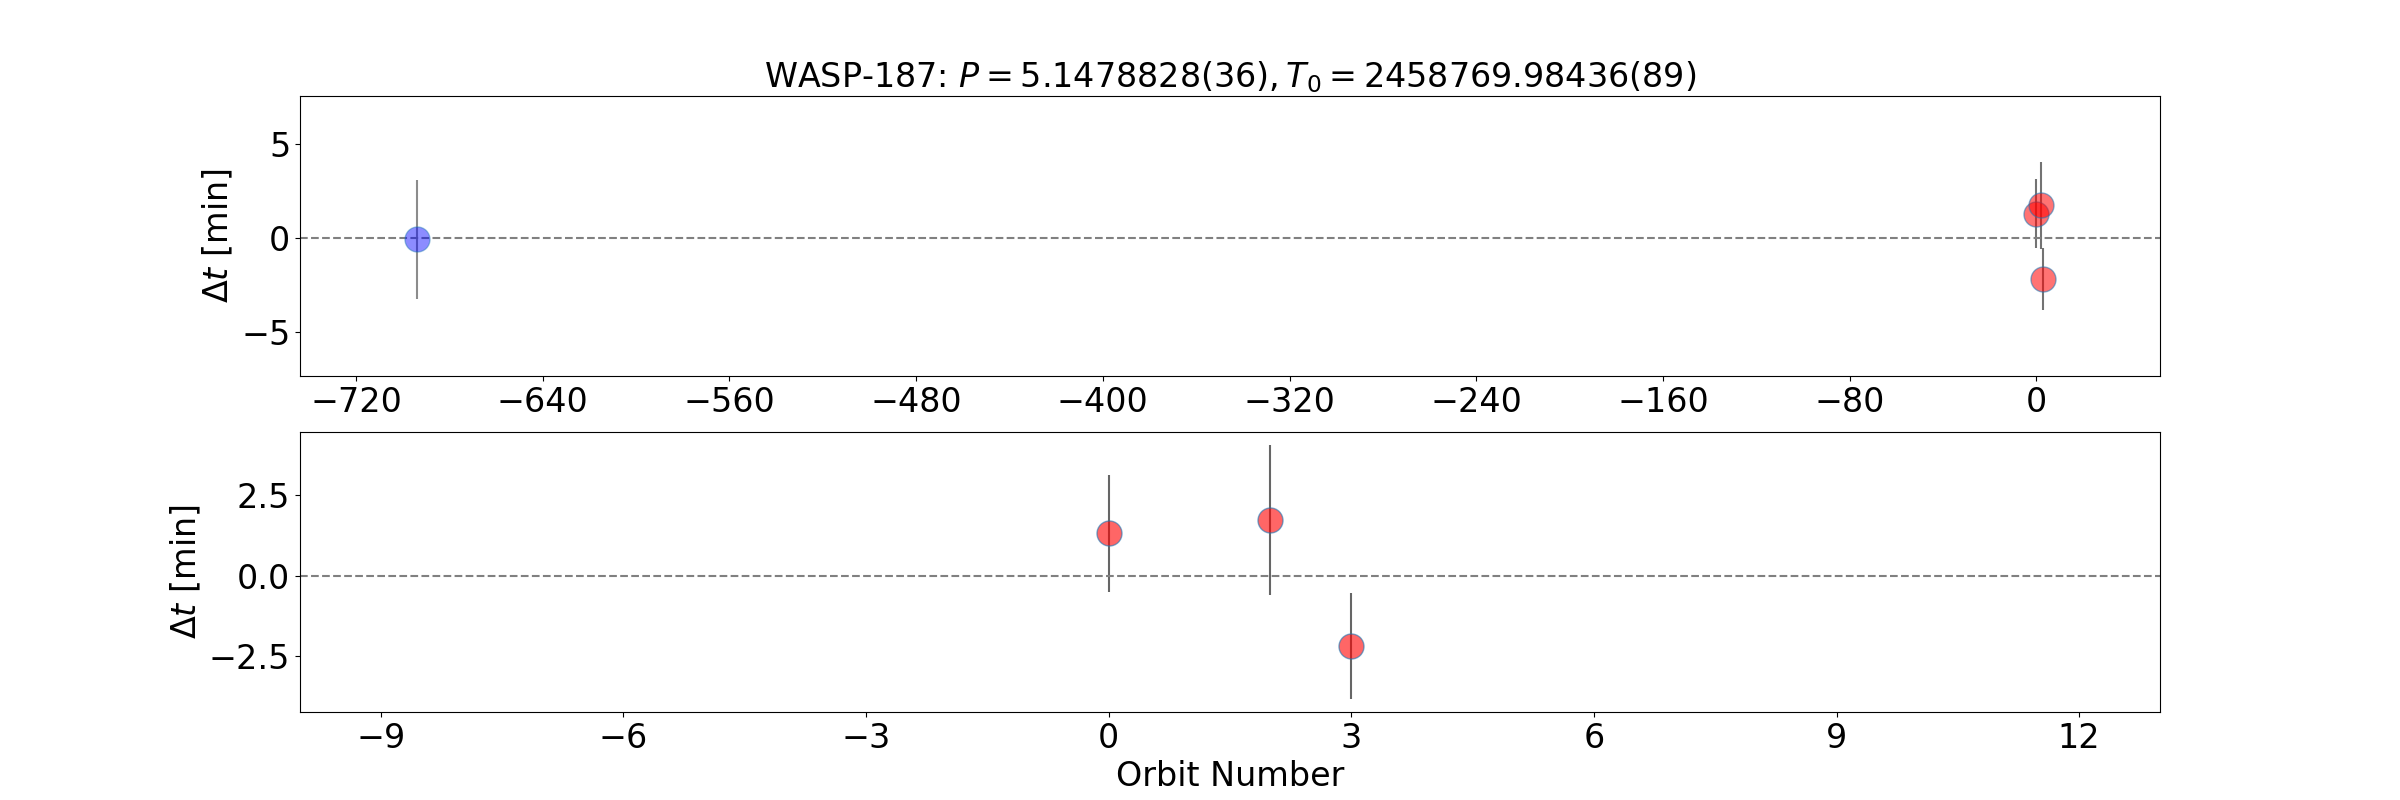 WASP-187: P = 5.1478828(36), T₀ = 2458769.98436(89)
Δt [min]
5
0
−5
−720 −640 −560 −480 −400 −320 −240 −160 −80 0
Δt [min]
2.5
0.0
−2.5
−9 −6 −3 0 3 6 9 12
Orbit Number